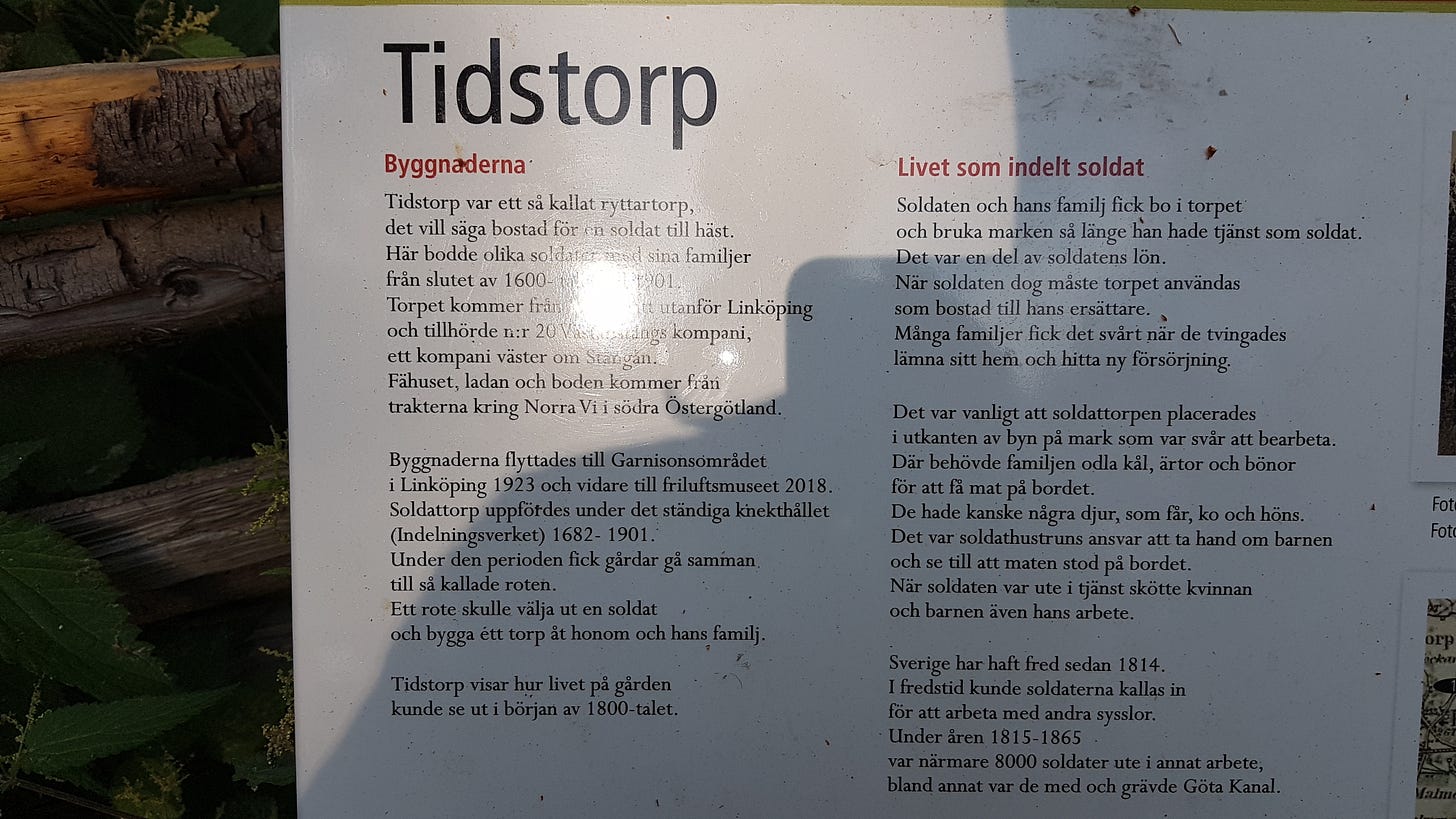 Tidstorp
Byggnaderna
Tidstorp var ett så kallat ryttartorp,
det vill säga bostad för en soldat till häst.
Här bodde olika soldater med sina familjer
från slutet av 1600- 1901.
Torpet kommer från utanför Linköping
och tillhörde nr 20 kompani,
ett kompani väster om Stångån.
Fähuset, ladan och boden kommer från
trakterna kring Norra Vi i södra Östergötland.
Byggnaderna flyttades till Garnisonsområdet
i Linköping 1923 och vidare till friluftsmuseet 2018.
Soldattorp uppfördes under det ständiga knekthållet
(Indelningsverket) 1682- 1901.
Under den perioden fick gårdar gå samman
till så kallade roten.
Ett rote skulle välja ut en soldat
och bygga ett torp åt honom och hans familj.
Tidstorp visar hur livet på gården
kunde se ut i början av 1800-talet.
Livet som indelt soldat
Soldaten och hans familj fick bo i torpet
och bruka marken så länge han hade tjänst som soldat.
Det var en del av soldatens lön.
När soldaten dog måste torpet användas
som bostad till hans ersättare.
Många familjer fick det svårt när de tvingades
lämna sitt hem och hitta ny försörjning.
Det var vanligt att soldattorpen placerades
i utkanten av byn på mark som var svår att bearbeta.
Där behövde familjen odla kål, ärtor och bönor
för att få mat på bordet.
De hade kanske några djur, som får, ko och höns.
Det var soldathustruns ansvar att ta hand om barnen
och se till att maten stod på bordet.
När soldaten var ute i tjänst skötte kvinnan
och barnen även hans arbete.
Sverige har haft fred sedan 1814.
I fredstid kunde soldaterna kallas in
för att arbeta med andra sysslor.
Under åren 1815-1865
var närmare 8000 soldater ute i annat arbete,
bland annat var de med och grävde Göta Kanal.